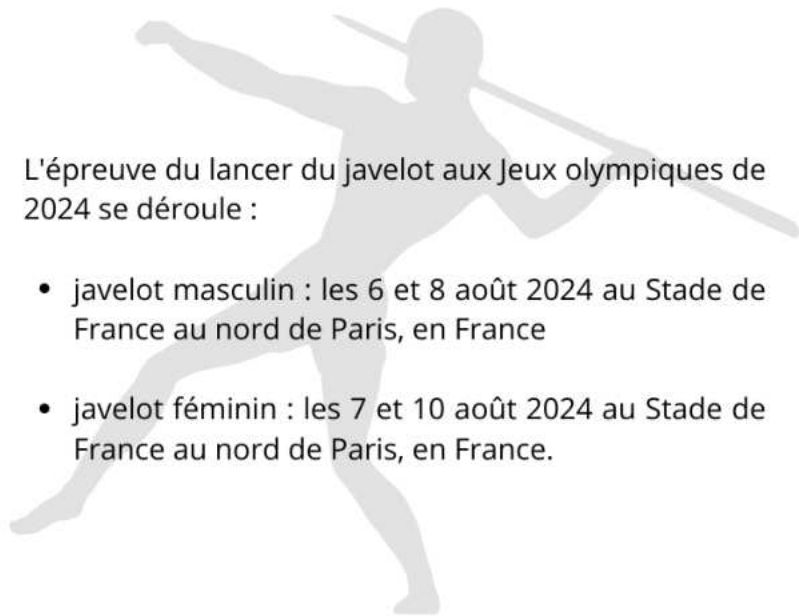 L'épreuve du lancer du javelot aux Jeux olympiques de
2024 se déroule :
• javelot masculin : les 6 et 8 août 2024 au Stade de
France au nord de Paris, en France
• javelot féminin : les 7 et 10 août 2024 au Stade de
France au nord de Paris, en France.